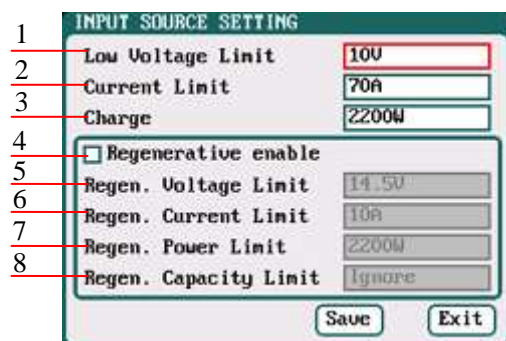 INPUT SOURCE SETTING
1 Low Voltage Limit 10V
2 Current Limit 70A
3 Charge 2200W
4 Regenerative enable
5 Regen. Voltage Limit 14.5V
6 Regen. Current Limit 10A
7 Regen. Power Limit 2200W
8 Regen. Capacity Limit Ignore
Save Exit